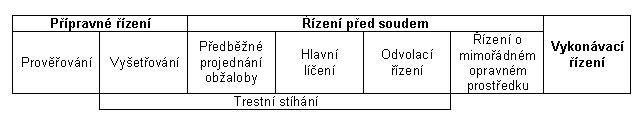 Přípravné řízení
Řízení před soudem
Prověřování
Vyšetřování
Předběžné
projednání
obžaloby
Hlavní
líčení
Odvolací
řízení
Řízení o
mimořádném
opravném
prostředku
Vykonávací
řízení
Trestní stíhání